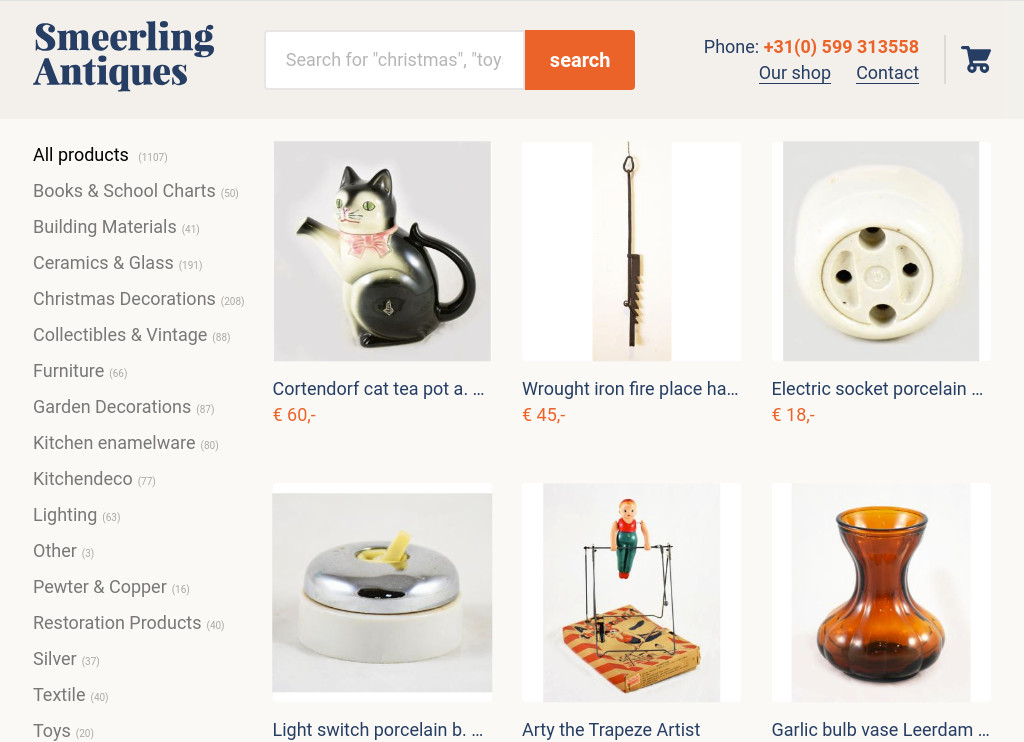 Smeerling
Antiques
Search for "christmas", "toy
search
Phone: +31(0) 599 313558
Our shop Contact
All products (1107)
Books & School Charts (50)
Building Materials (41)
Ceramics & Glass (191)
Christmas Decorations (208)
Collectibles & Vintage (88)
Furniture (66)
Garden Decorations (87)
Kitchen enamelware (80)
Kitchendeco (77)
Lighting (63)
Other (3)
Pewter & Copper (16)
Restoration Products (40)
Silver (37)
Textile (40)
Toys (20)
Cortendorf cat tea pot a. ...
€ 60,-
Wrought iron fire place ha...
€ 45,-
Electric socket porcelain ...
€ 18,-
Light switch porcelain b. ...
Arty the Trapeze Artist
Garlic bulb vase Leerdam ...